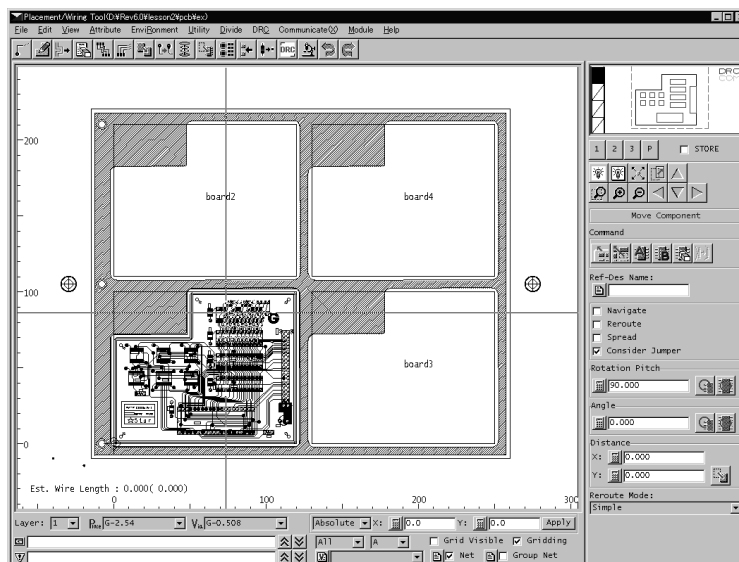 Placement/Wiring Tool(D:¥Rev6.0¥lesson2¥pcb¥ex)
File Edit View Attribute EnviRonment Utility Divide DRC Communicate(X) Module Help
DRC
DRC
COM
200
100
0
board2
board4
board3
Est. Wire Length : 0.000( 0.000)
0
100
200
300
1 2 3 P STORE
Move Component
Command
Ref-Des Name:
Navigate
Reroute
Spread
Consider Jumper
Rotation Pitch
90.000
Angle
0.000
Distance
X: 0.000
Y: 0.000
Reroute Mode:
Simple
Layer: 1 G-2.54 G-0.508 Absolute X: 0.0 Y: 0.0 Apply
All A Grid Visible Gridding
Net Group Net